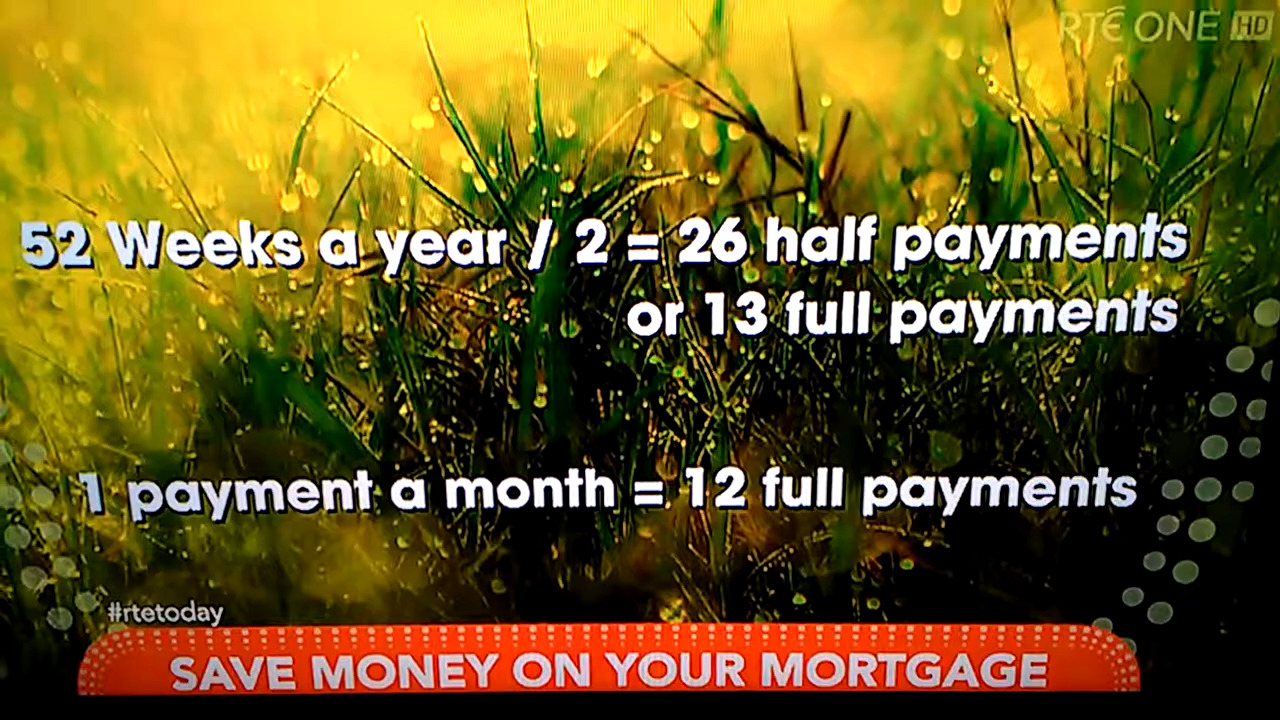 RTÉ ONE HD
52 Weeks a year / 2 = 26 half payments
or 13 full payments
1 payment a month = 12 full payments
#rtetoday
SAVE MONEY ON YOUR MORTGAGE